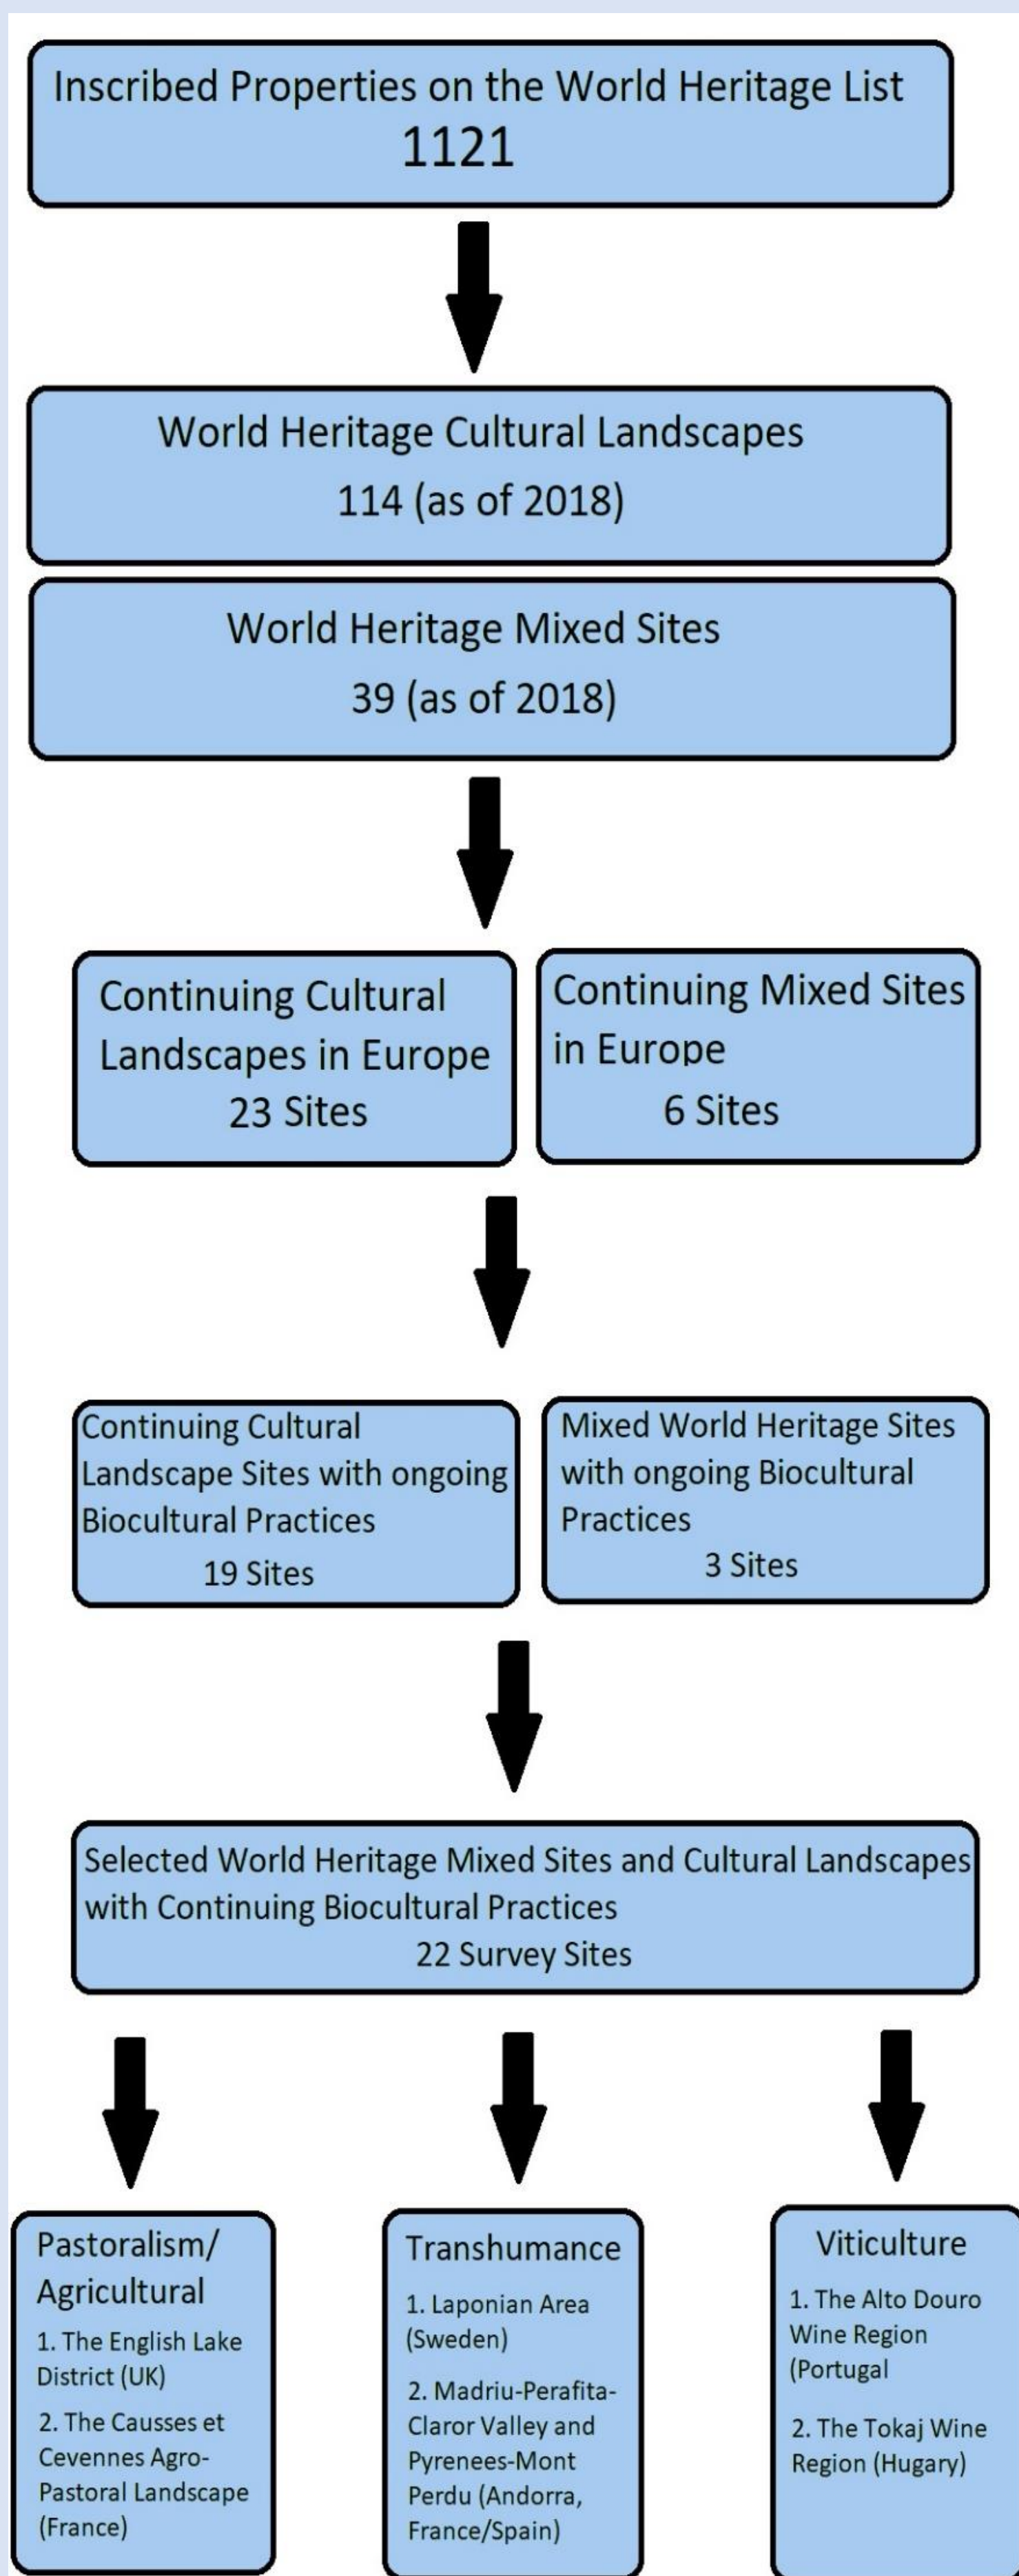 Inscribed Properties on the World Heritage List
1121
World Heritage Cultural Landscapes
114 (as of 2018)
World Heritage Mixed Sites
39 (as of 2018)
Continuing Cultural
Landscapes in Europe
23 Sites
Continuing Mixed Sites
in Europe
6 Sites
Continuing Cultural
Landscape Sites with ongoing
Biocultural Practices
19 Sites
Mixed World Heritage Sites
with ongoing Biocultural
Practices
3 Sites
Selected World Heritage Mixed Sites and Cultural Landscapes
with Continuing Biocultural Practices
22 Survey Sites
Pastoralism/
Agricultural
1. The English Lake
District (UK)
2. The Causses et
Cevennes Agro-
Pastoral Landscape
(France)
Transhumance
1. Laponian Area
(Sweden)
2. Madriu-Perafita-
Claror Valley and
Pyrenees-Mont
Perdu (Andorra,
France/Spain)
Viticulture
1. The Alto Douro
Wine Region
(Portugal
2. The Tokaj Wine
Region (Hugary)